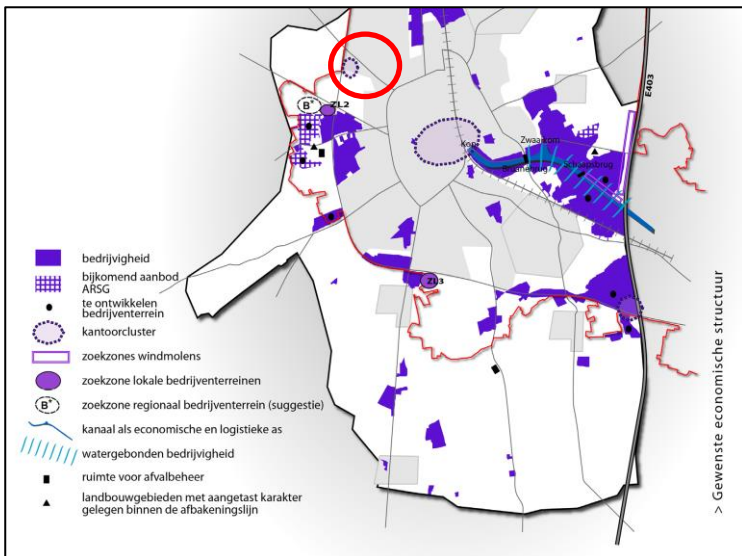 E403
B⁺
ZL2
Kop
Zwaaikom
Brugnerbrug
Schaapsbrug
ZL3
bedrijvigheid
bijkomend aanbod
ARSG
te ontwikkelen
bedrijventerrein
kantoorcluster
zoekzones windmolens
zoekzone lokale bedrijventerreinen
B⁺ zoekzone regionaal bedrijventerrein (suggestie)
kanaal als economische en logistieke as
watergebonden bedrijvigheid
ruimte voor afvalbeheer
landbouwgebieden met aangetast karakter
gelegen binnen de afbakeningslijn
> Gewenste economische structuur